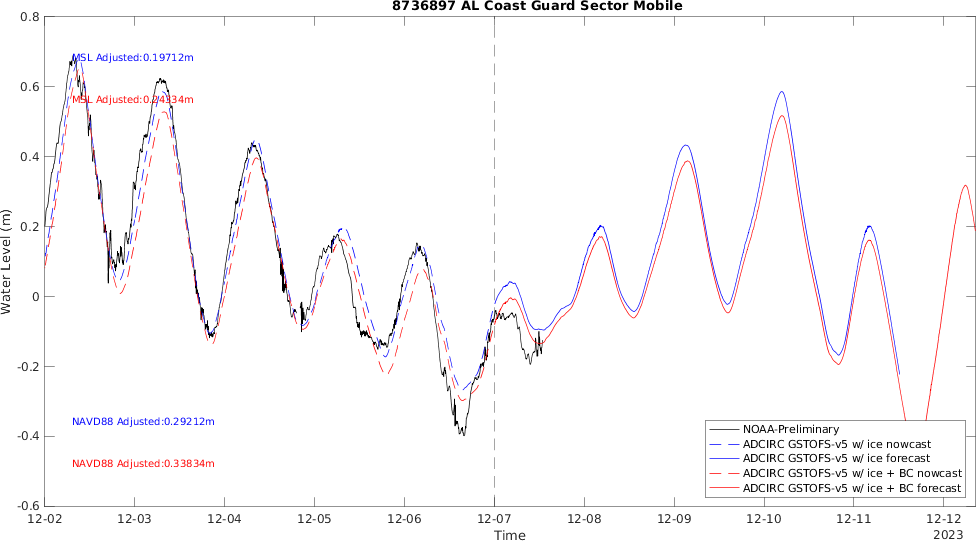 8736897 AL Coast Guard Sector Mobile
0.8
MSL Adjusted:0.19712m
0.6
MSL Adjusted:0.24334m
0.4
0.2
0
-0.2
-0.4
-0.6
Water Level (m)
NAVD88 Adjusted:0.29212m
NAVD88 Adjusted:0.33834m
NOAA-Preliminary
ADCIRC GSTOFS-v5 w/ ice nowcast
ADCIRC GSTOFS-v5 w/ ice forecast
ADCIRC GSTOFS-v5 w/ ice + BC nowcast
ADCIRC GSTOFS-v5 w/ ice + BC forecast
12-02 12-03 12-04 12-05 12-06 12-07 12-08 12-09 12-10 12-11 12-12
Time
2023